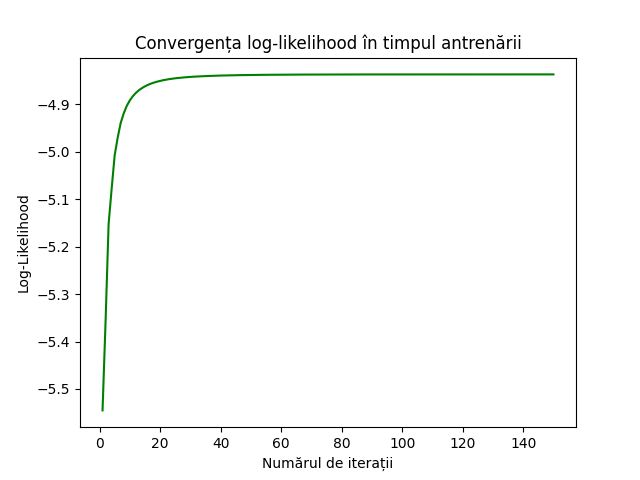 Convergența log-likelihood în timpul antrenării
Log-Likelihood
−4.9
−5.0
−5.1
−5.2
−5.3
−5.4
−5.5
0 20 40 60 80 100 120 140
Numărul de iterații